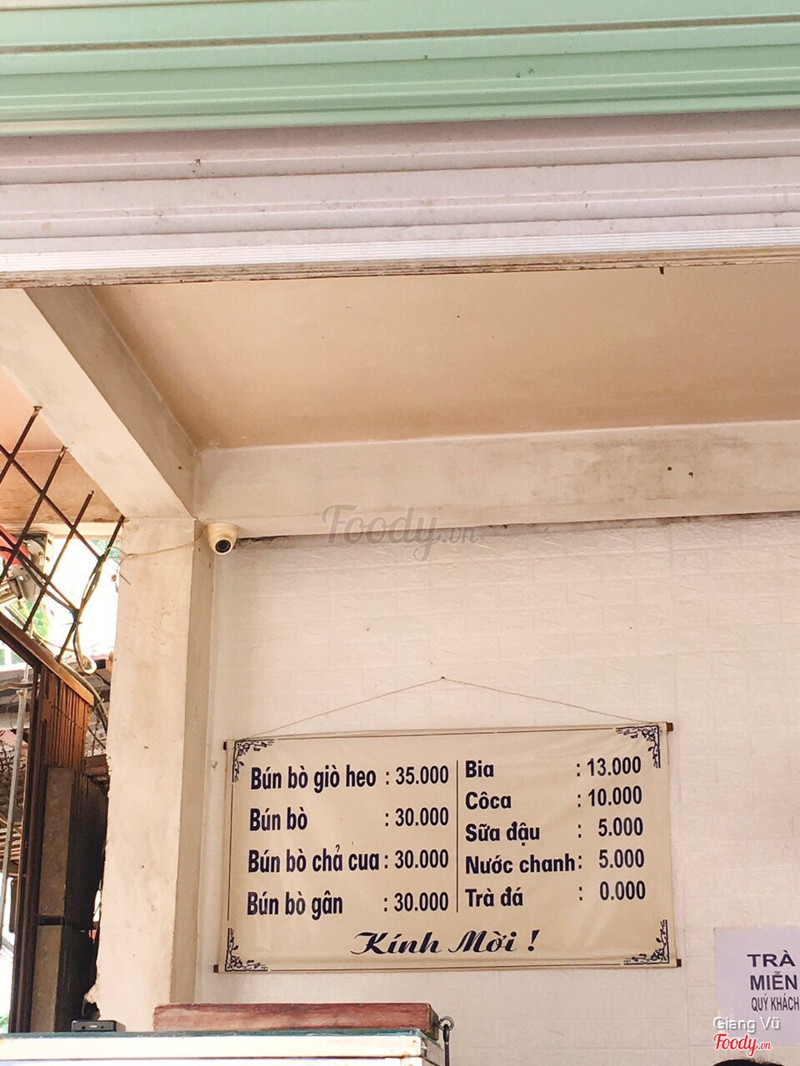 Foody.vn
Bún bò giò heo : 35.000
Bún bò : 30.000
Bún bò chả cua : 30.000
Bún bò gân : 30.000
Bia : 13.000
Côca : 10.000
Sữa đậu : 5.000
Nước chanh : 5.000
Trà đá : 0.000
Kính Mời !
TRÀ
MIỄN
QUÝ KHÁCH
Giang Vũ
Foody.vn